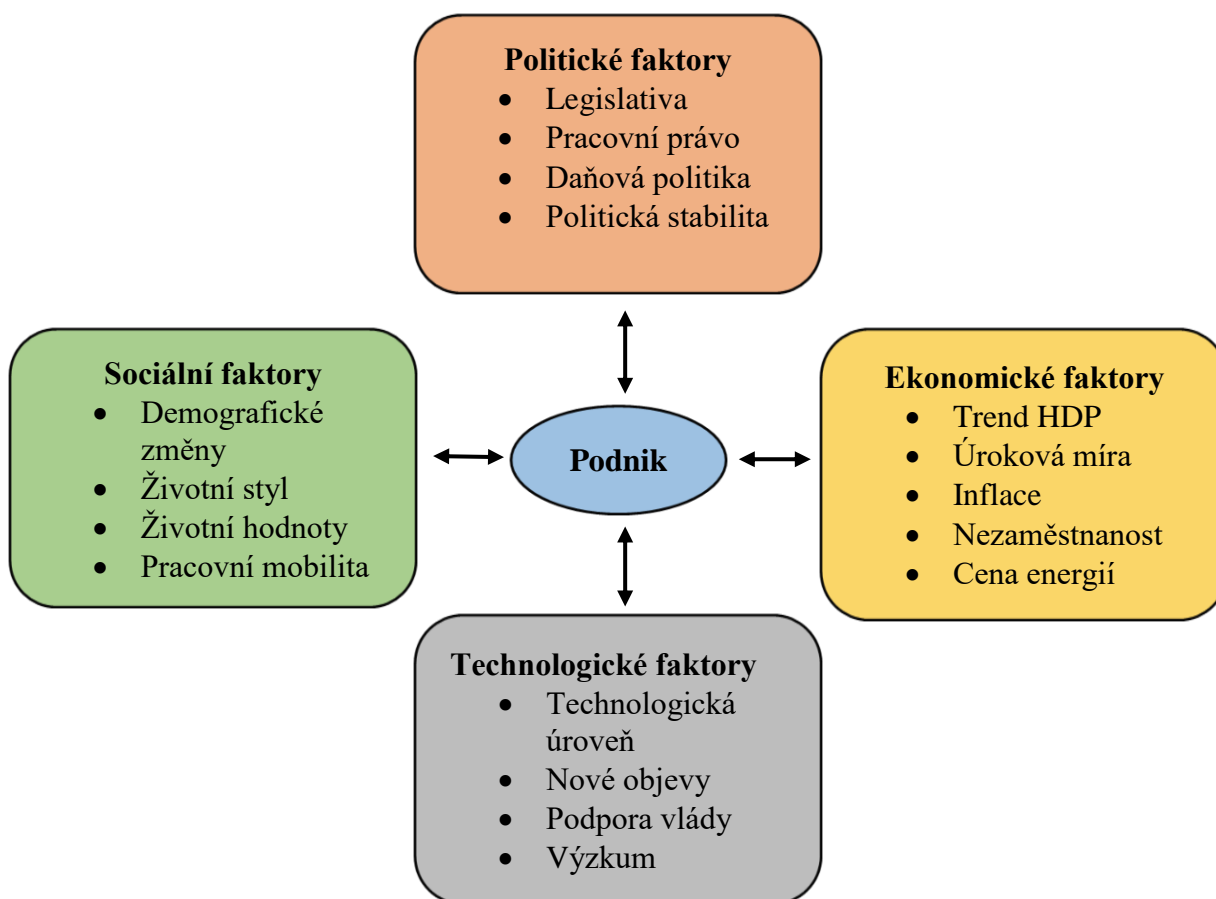 Politické faktory
• Legislativa
• Pracovní právo
• Daňová politika
• Politická stabilita
Sociální faktory
• Demografické
změny
• Životní styl
• Životní hodnoty
• Pracovní mobilita
Podnik
Ekonomické faktory
• Trend HDP
• Úroková míra
• Inflace
• Nezaměstnanost
• Cena energií
Technologické faktory
• Technologická
úroveň
• Nové objevy
• Podpora vlády
• Výzkum